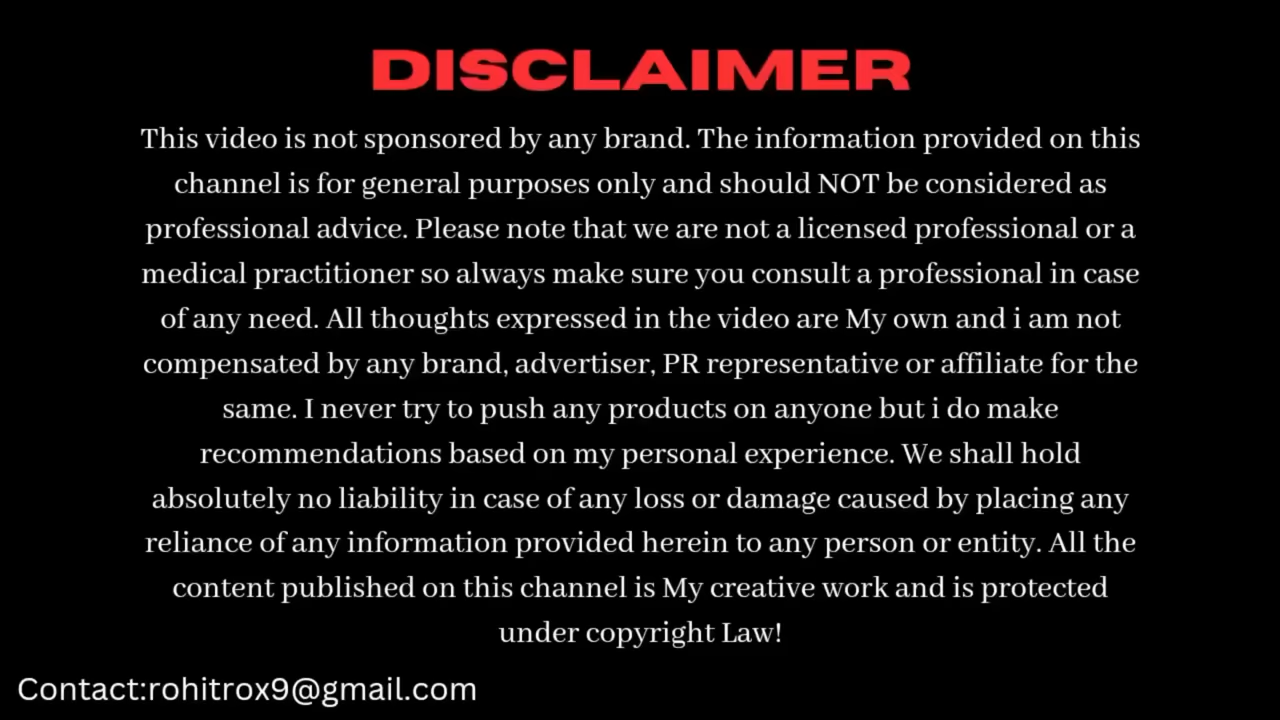 DISCLAIMER
This video is not sponsored by any brand. The information provided on this
channel is for general purposes only and should NOT be considered as
professional advice. Please note that we are not a licensed professional or a
medical practitioner so always make sure you consult a professional in case
of any need. All thoughts expressed in the video are My own and i am not
compensated by any brand, advertiser, PR representative or affiliate for the
same. I never try to push any products on anyone but i do make
recommendations based on my personal experience. We shall hold
absolutely no liability in case of any loss or damage caused by placing any
reliance of any information provided herein to any person or entity. All the
content published on this channel is My creative work and is protected
under copyright Law!
Contact:rohitrox9@gmail.com